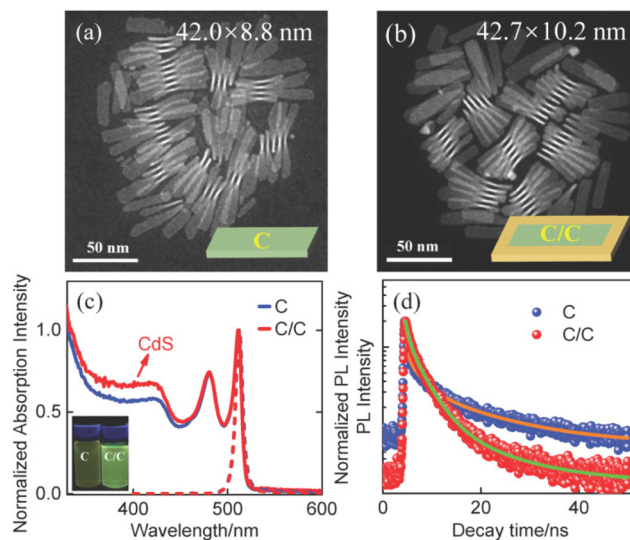 (a) 42.0×8.8 nm
C
50 nm
(b) 42.7×10.2 nm
C/C
50 nm
(c)
C
C/C
CdS
1.0
0.5
0.0
400
500
600
Normalized Absorption Intensity
Wavelength/nm
C C/C
(d)
C
C/C
Normalized PL Intensity
PL Intensity
0
20
40
Decay time/ns